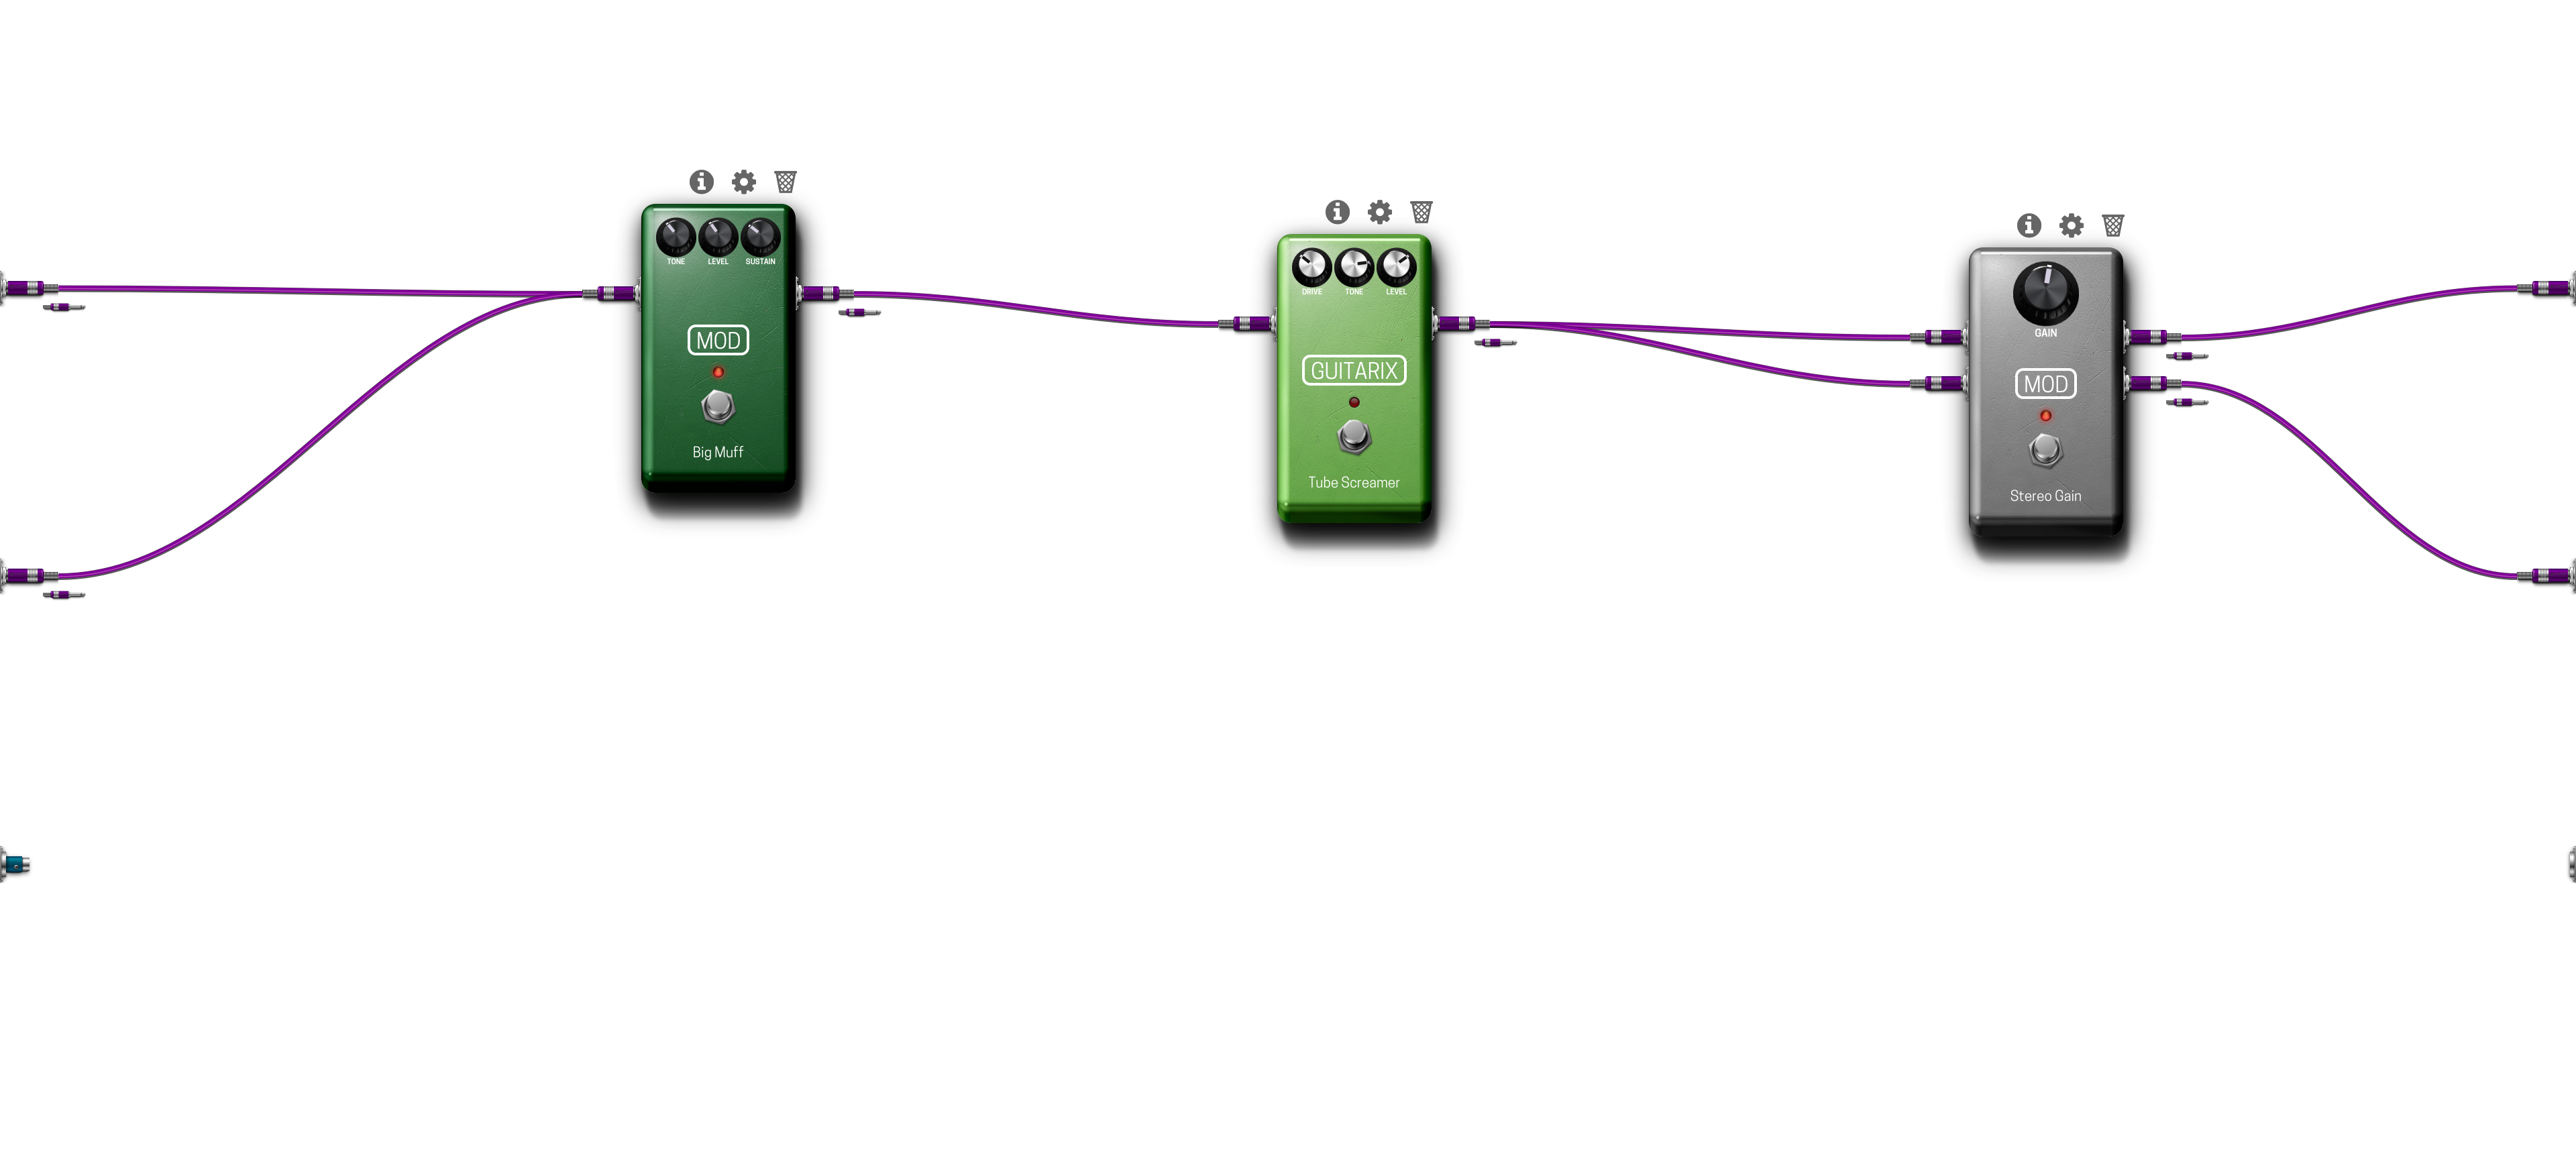 TONE LEVEL SUSTAIN
MOD
Big Muff
DRIVE TONE LEVEL
GUITARIX
Tube Screamer
GAIN
MOD
Stereo Gain